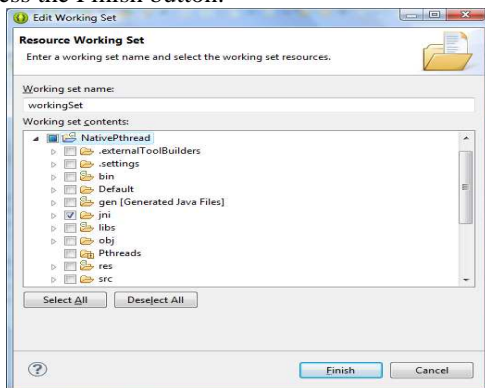 ess the Finish button.
Edit Working Set
Resource Working Set
Enter a working set name and select the working set resources.
Working set name:
workingSet
Working set contents:
NativePthread
.externalToolBuilders
.settings
bin
Default
gen [Generated Java Files]
jni
libs
obj
Pthreads
res
src
Select All
Deselect All
Finish
Cancel